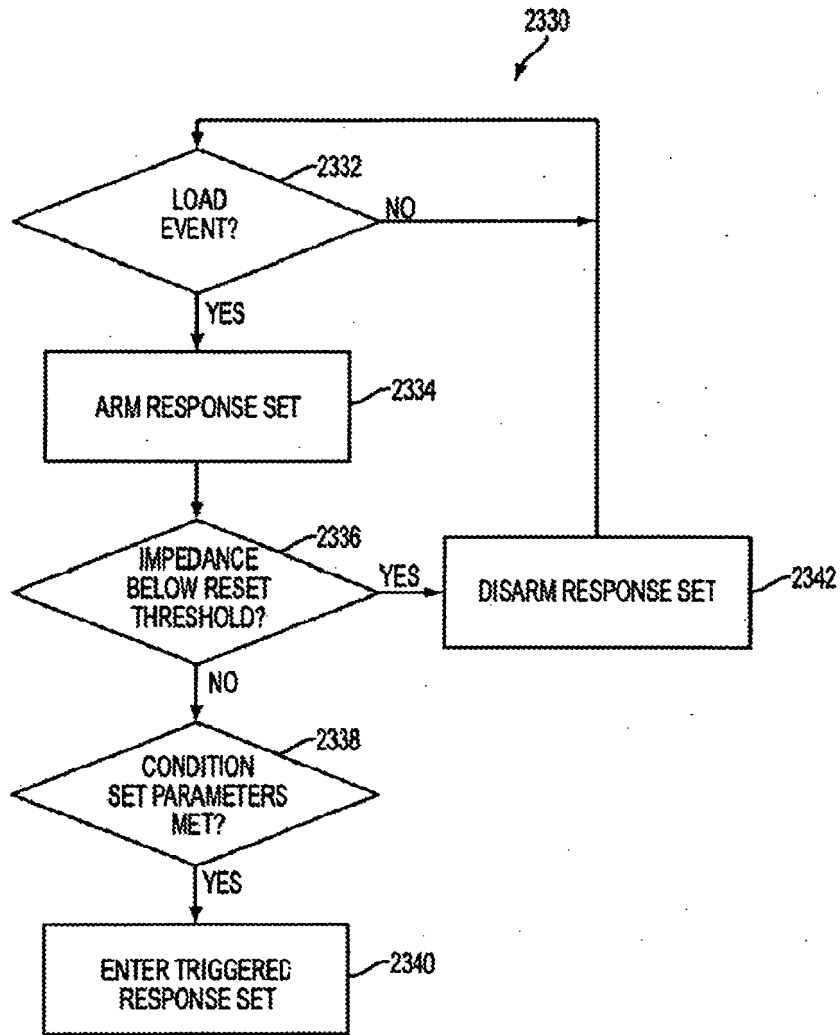 2330
2332
LOAD
EVENT?
NO
YES
ARM RESPONSE SET
2334
2336
IMPEDANCE
BELOW RESET
THRESHOLD?
YES
DISARM RESPONSE SET
2342
NO
2338
CONDITION
SET PARAMETERS
MET?
YES
ENTER TRIGGERED
RESPONSE SET
2340